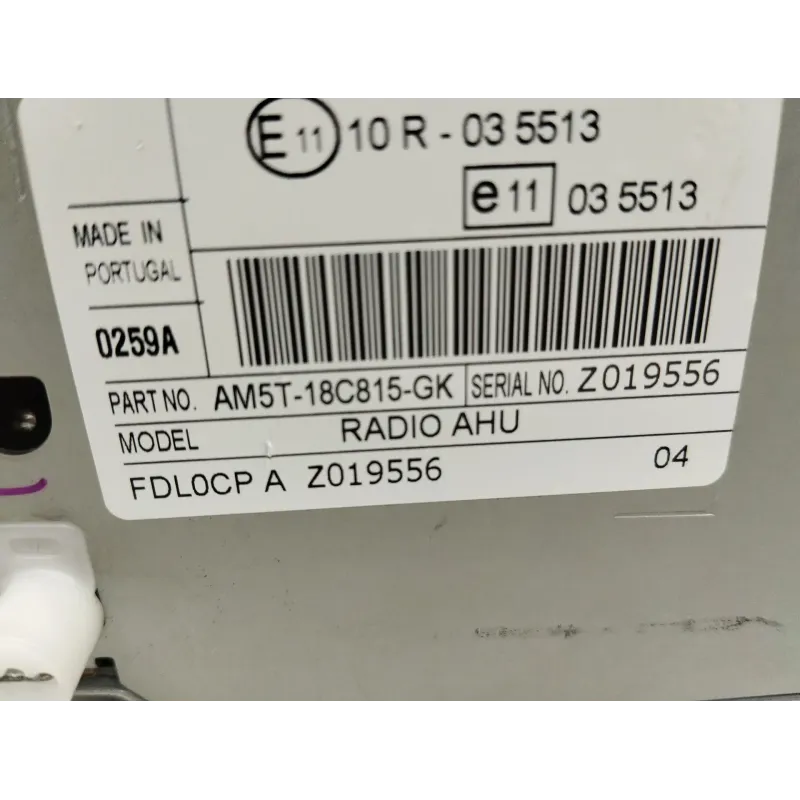 E 11 10 R - 03 5513
e 11 03 5513
MADE IN
PORTUGAL
0259A
PART NO. AM5T-18C815-GK SERIAL NO. Z019556
MODEL RADIO AHU
FDL0CP A Z019556 04